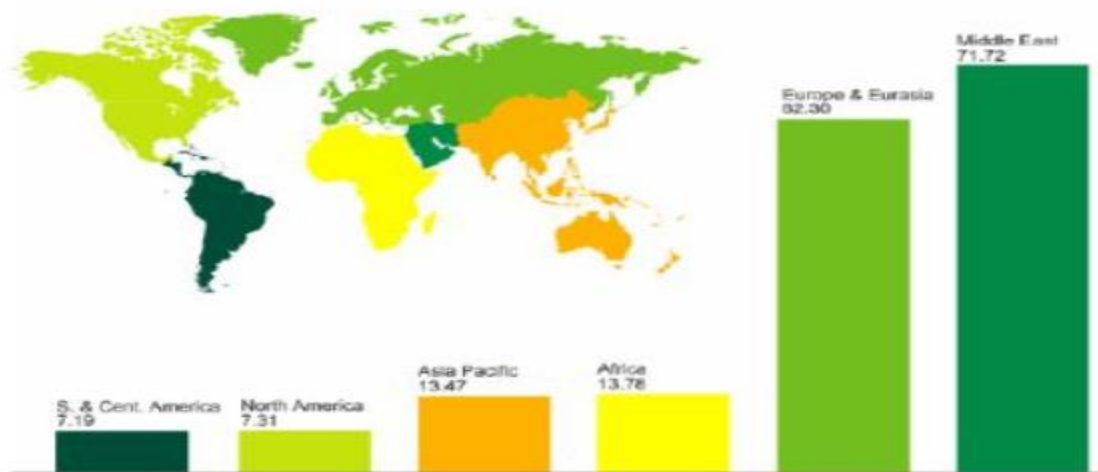 Middle East
71.72
Europe & Eurasia
62.30
Asia Pacific
13.47
Africa
13.78
S. & Cent. America
7.19
North America
7.31